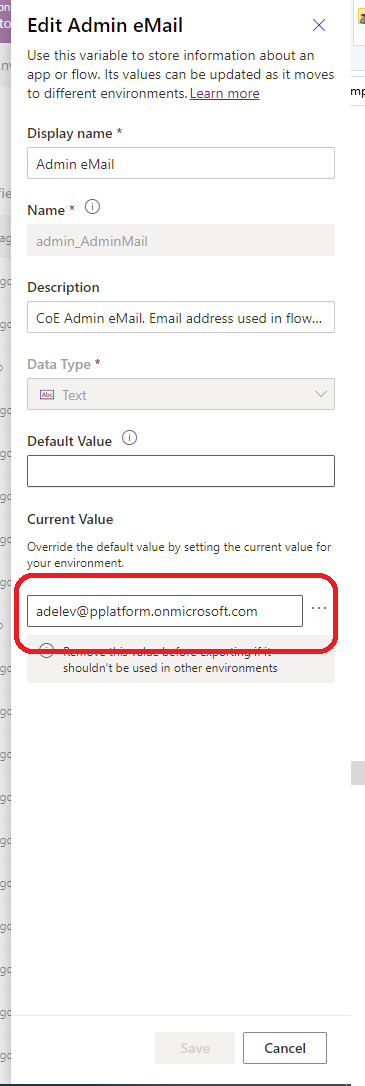 Edit Admin eMail
Use this variable to store information about an
app or flow. Its values can be updated as it moves
to different environments. Learn more
Display name *
Admin eMail
Name *
admin_AdminMail
Description
CoE Admin eMail. Email address used in flow...
Data Type *
Abc Text
Default Value
Current Value
Override the default value by setting the current value for
your environment.
adelev@pplatform.onmicrosoft.com
Remove this value before exporting if it
shouldn't be used in other environments
Save
Cancel